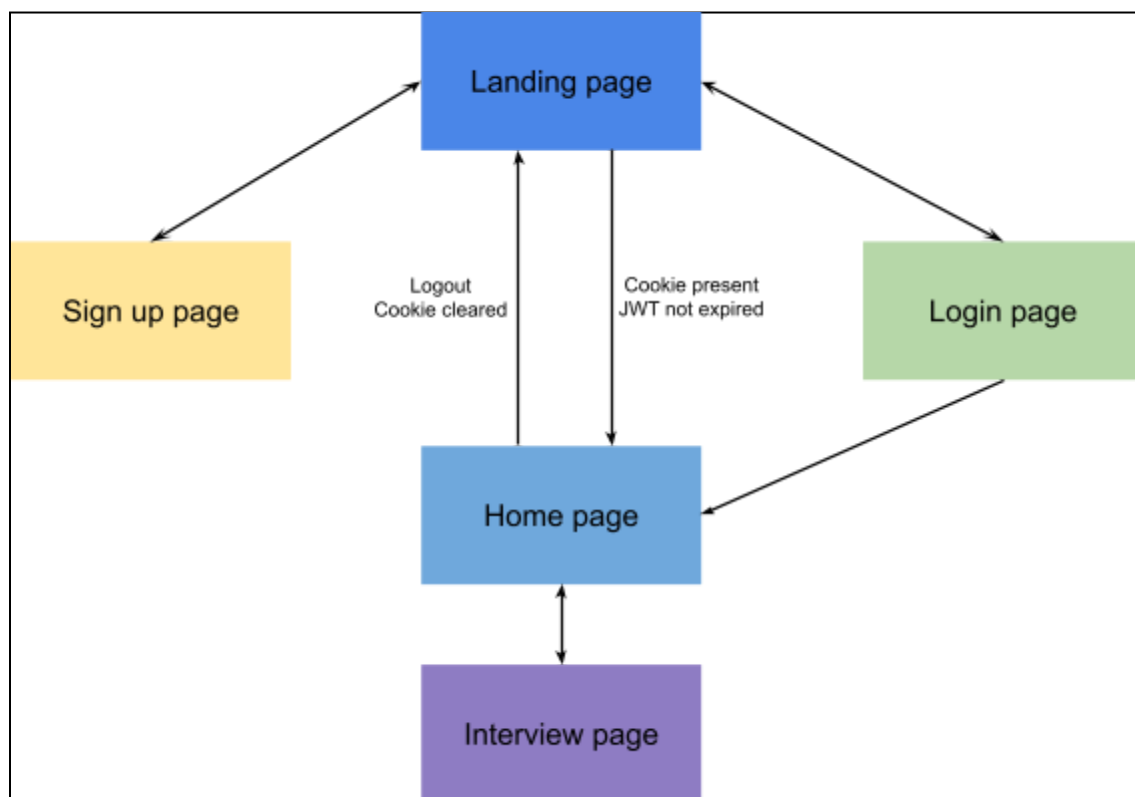 Landing page
Sign up page
Logout
Cookie cleared
Cookie present
JWT not expired
Login page
Home page
Interview page